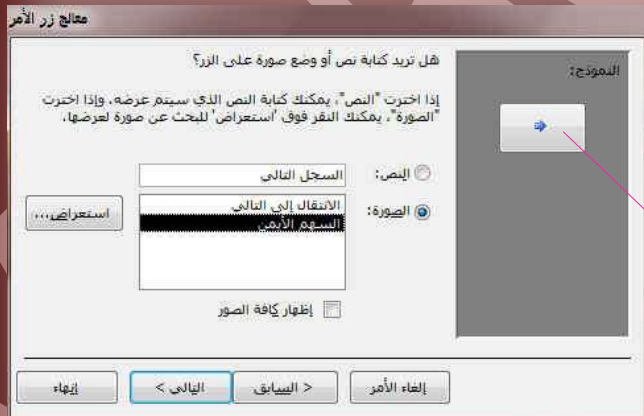 معالج زر الأمر
النموذج:
هل تريد كتابة نص أو وضع صورة على الزر؟
إذا اخترت "النص"، يمكنك كتابة النص الذي سيتم عرضه. وإذا اخترت
"الصورة"، يمكنك النقر فوق 'استعراض' للبحث عن صورة لعرضها.
النص: السجل التالي
الصورة: الانتقال إلى التالي
السهم الأيمن
استعراض...
إظهار كافة الصور
إلغاء الأمر < السابق التالي > إنهاء